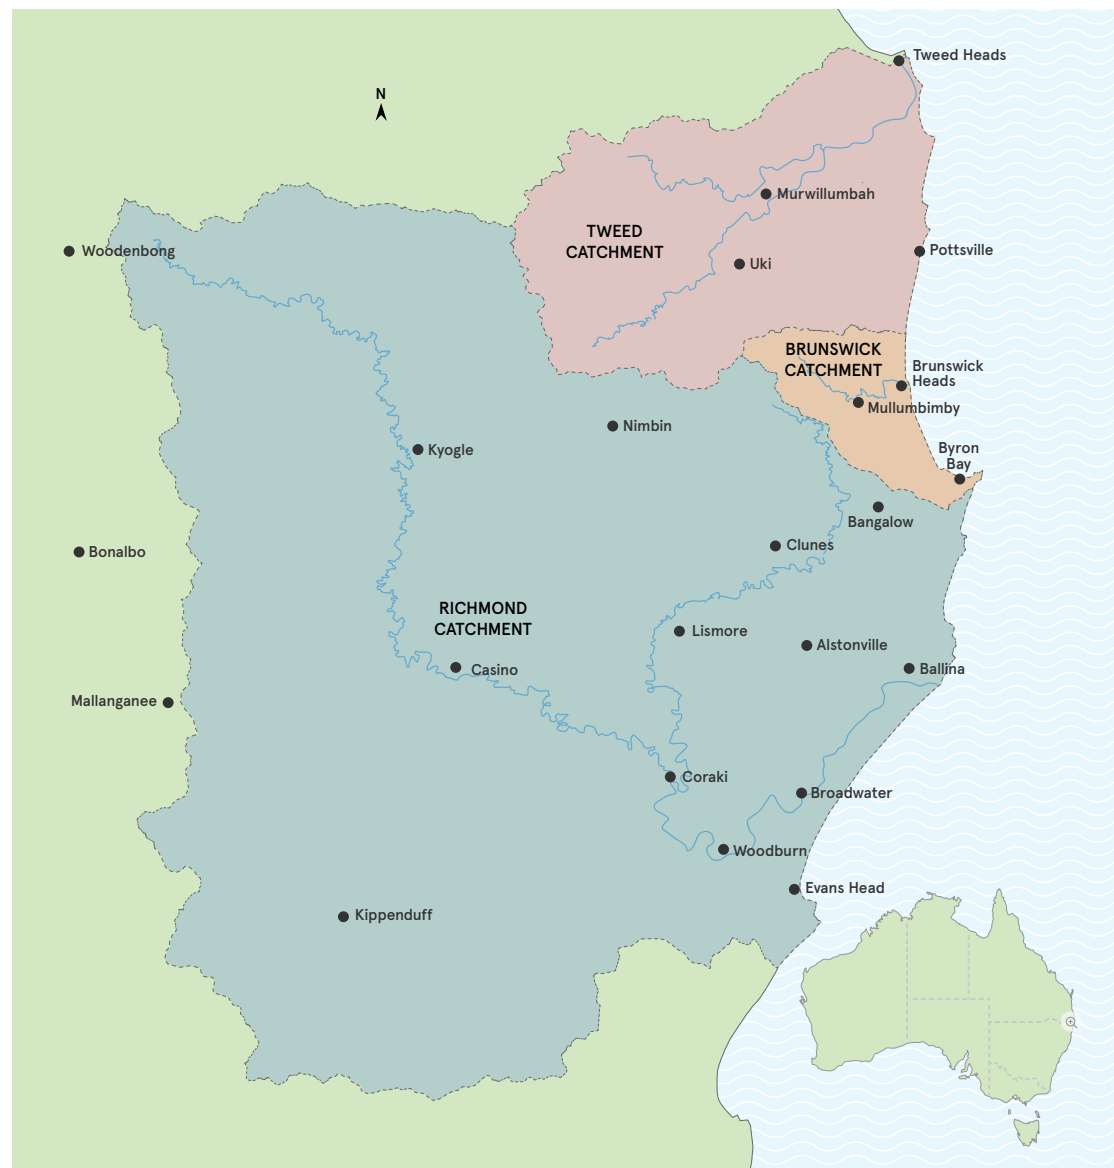 Tweed Heads
N
Murwillumbah
TWEED
CATCHMENT
Woodenbong
Pottsville
Uki
BRUNSWICK
CATCHMENT
Brunswick
Heads
Mullumbimby
Nimbin
Kyogle
Byron
Bay
Bangalow
Clunes
Bonalbo
RICHMOND
CATCHMENT
Lismore
Alstonville
Casino
Ballina
Mallanganee
Coraki
Broadwater
Woodburn
Evans Head
Kippenduff